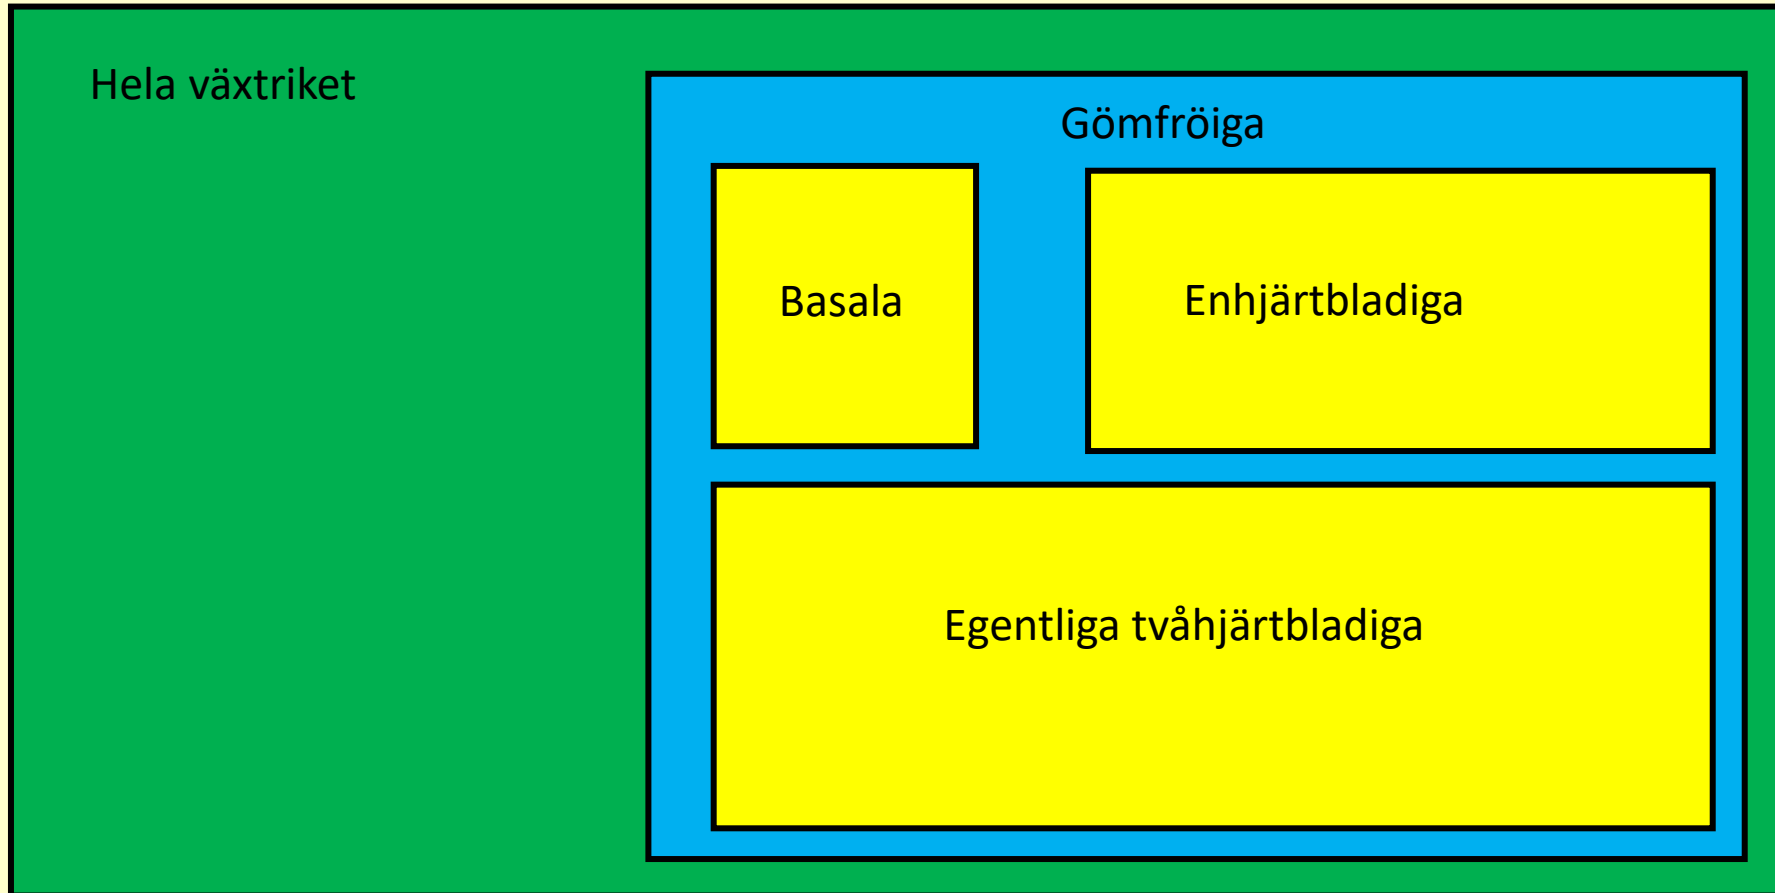 Hela växtriket
Gömfröiga
Basala
Enhjärtbladiga
Egentliga tvåhjärtbladiga